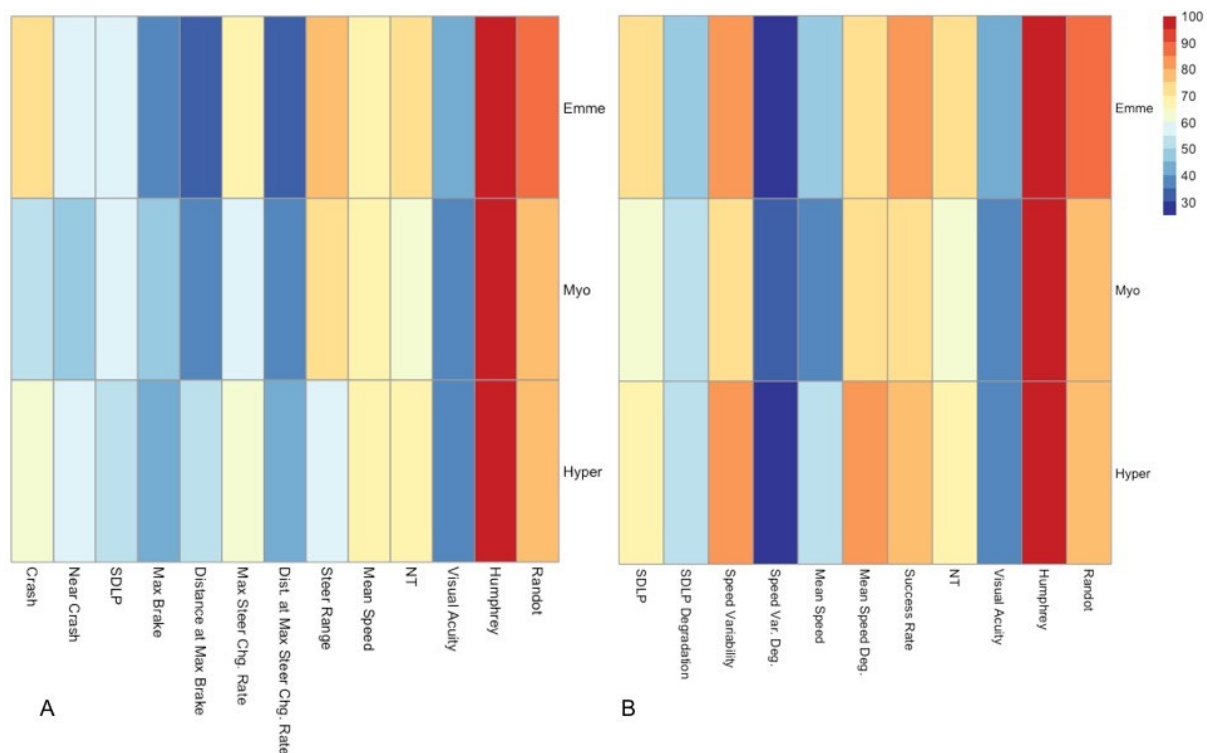 Emme
Myo
Hyper
Crash
Near Crash
SDLP
Max Brake
Distance at Max Brake
Max Steer Chg. Rate
Dist. at Max Steer Chg. Rate
Steer Range
Mean Speed
NT
Visual Acuity
Humphrey
Randot
A
Emme
Myo
Hyper
SDLP
SDLP Degradation
Speed Variability
Speed Var. Deg.
Mean Speed
Mean Speed Deg.
Success Rate
NT
Visual Acuity
Humphrey
Randot
B
100
90
80
70
60
50
40
30